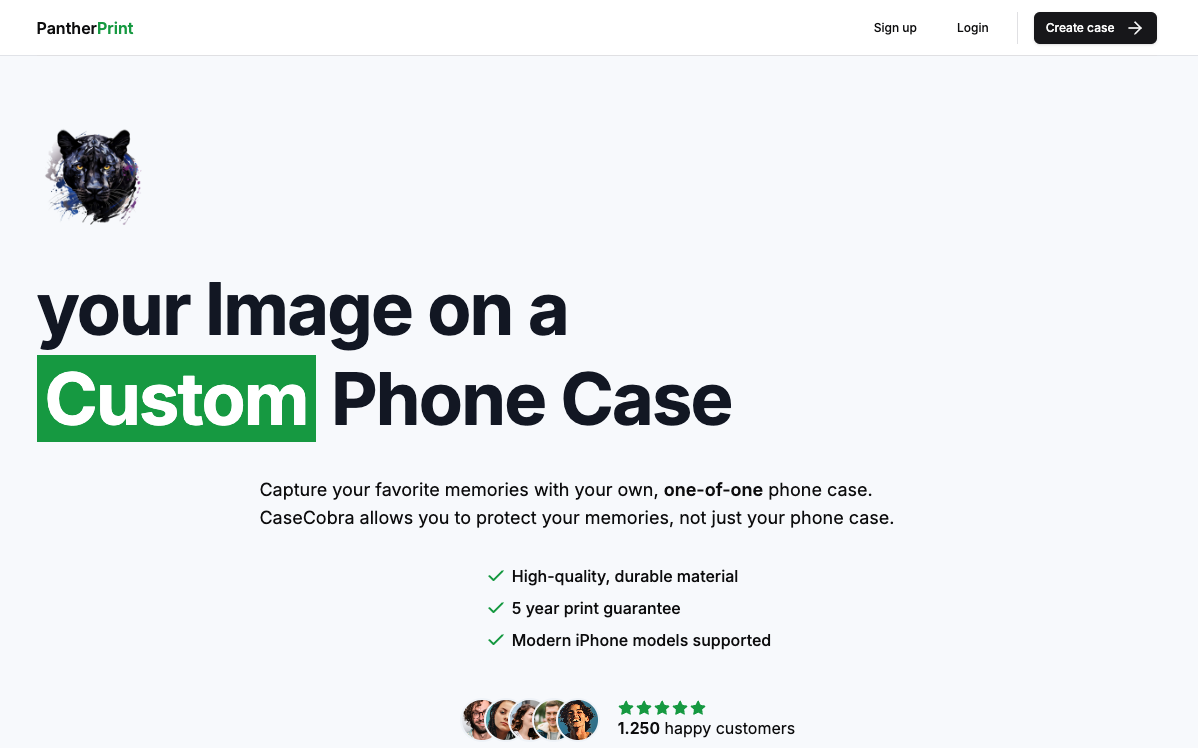 PantherPrint
Sign up
Login
Create case
your Image on a
Custom Phone Case
Capture your favorite memories with your own, one-of-one phone case.
CaseCobra allows you to protect your memories, not just your phone case.
High-quality, durable material
5 year print guarantee
Modern iPhone models supported
1.250 happy customers